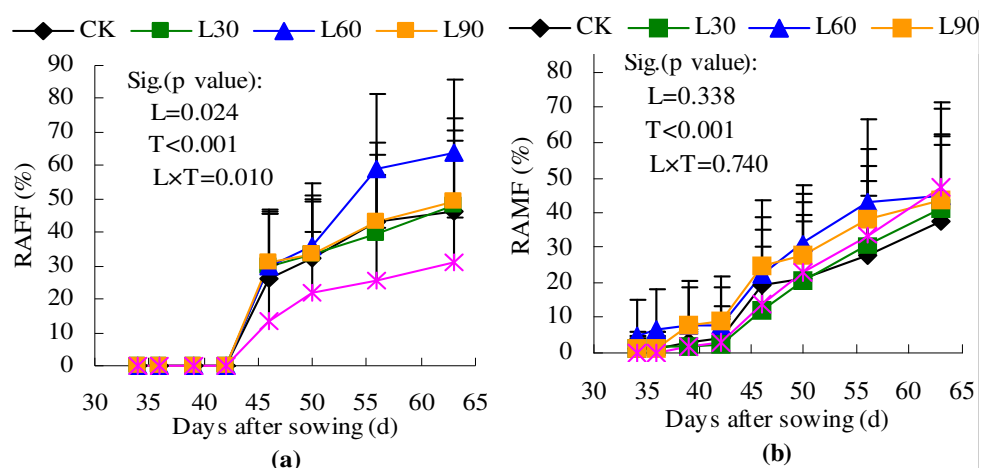 CK L30 L60 L90
CK L30 L60 L90
90
80
70
60
50
40
30
20
10
0
RAFF (%)
Sig.(p value):
L=0.024
T<0.001
L×T=0.010
30 35 40 45 50 55 60 65
Days after sowing (d)
(a)
80
70
60
50
40
30
20
10
0
RAMF (%)
Sig.(p value):
L=0.338
T<0.001
L×T=0.740
30 35 40 45 50 55 60 65
Days after sowing (d)
(b)